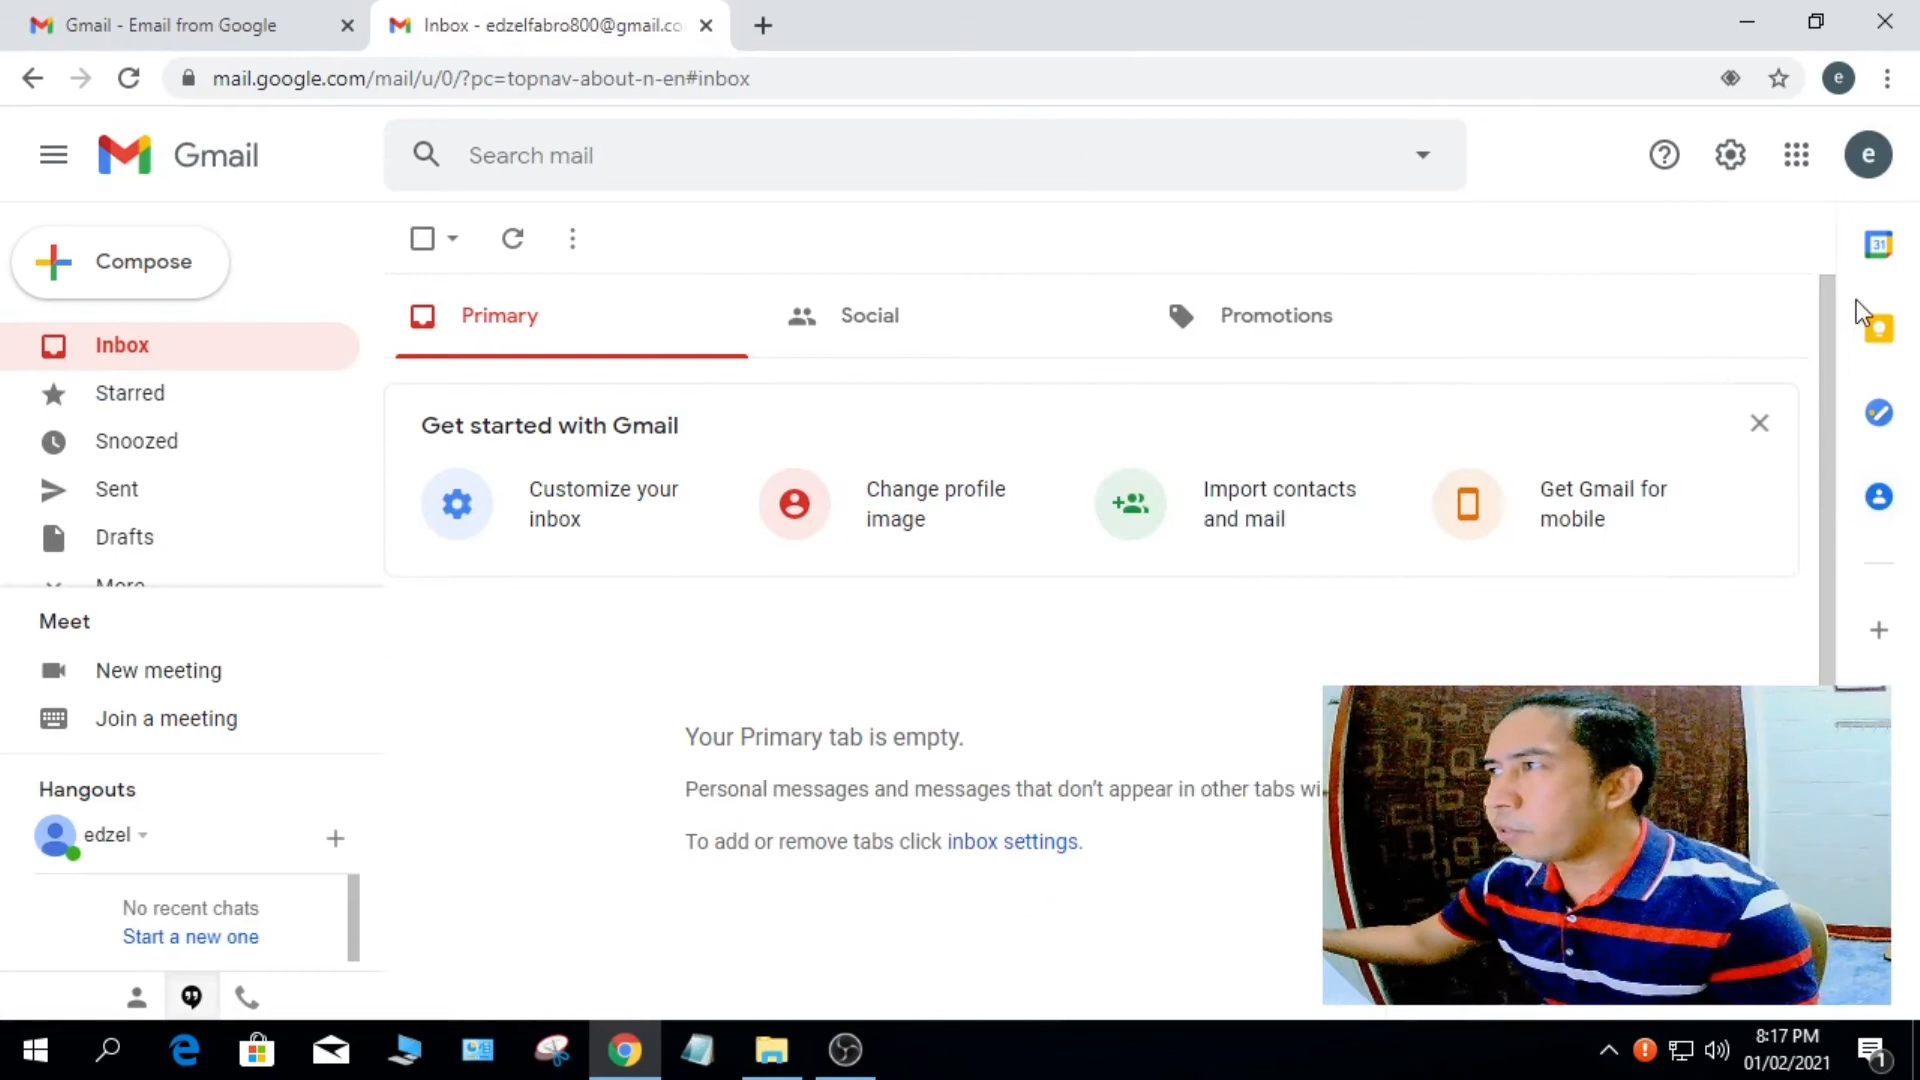 Gmail - Email from Google
Inbox - edzelfabro800@gmail.co
mail.google.com/mail/u/0/?pc=topnav-about-n-en#inbox
e
Gmail
Search mail
e
Compose
31
Primary
Social
Promotions
Inbox
Starred
Snoozed
Sent
Drafts
More
Get started with Gmail
Customize your
inbox
Change profile
image
Import contacts
and mail
Get Gmail for
mobile
Meet
New meeting
Join a meeting
Your Primary tab is empty.
Personal messages and messages that don’t appear in other tabs wi
To add or remove tabs click inbox settings.
Hangouts
edzel
No recent chats
Start a new one
8:17 PM
01/02/2021
1